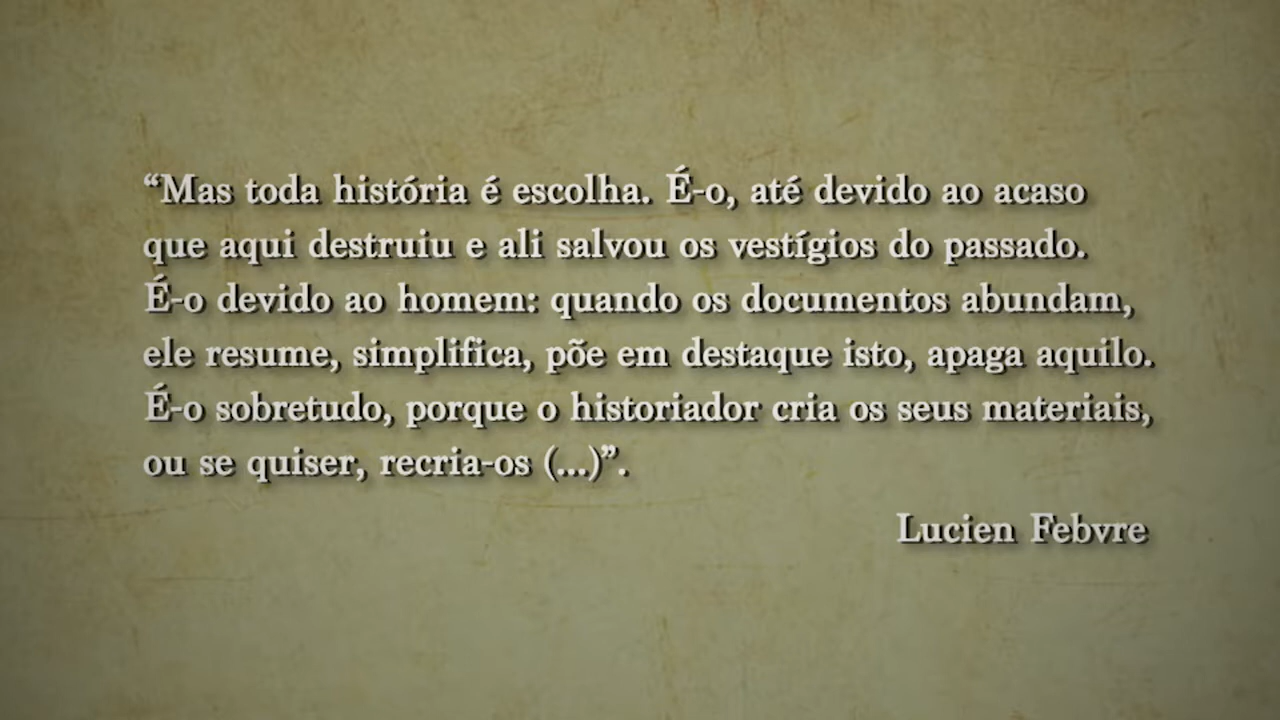 “Mas toda história é escolha. É-o, até devido ao acaso
que aqui destruiu e ali salvou os vestígios do passado.
É-o devido ao homem: quando os documentos abundam,
ele resume, simplifica, põe em destaque isto, apaga aquilo.
É-o sobretudo, porque o historiador cria os seus materiais,
ou se quiser, recria-os (...)”.
Lucien Febvre